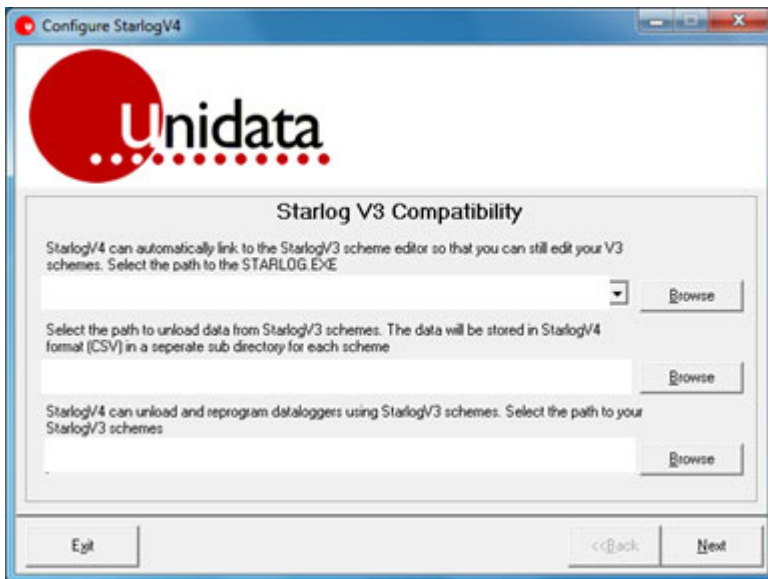 Configure StarlogV4
Unidata
Starlog V3 Compatibility
StarlogV4 can automatically link to the StarlogV3 scheme editor so that you can still edit your V3
schemes. Select the path to the STARLOG.EXE
Browse
Select the path to unload data from StarlogV3 schemes. The data will be stored in StarlogV4
format (CSV) in a seperate sub directory for each scheme
Browse
StarlogV4 can unload and reprogram dataloggers using StarlogV3 schemes. Select the path to your
StarlogV3 schemes
Browse
Exit
<<Back
Next